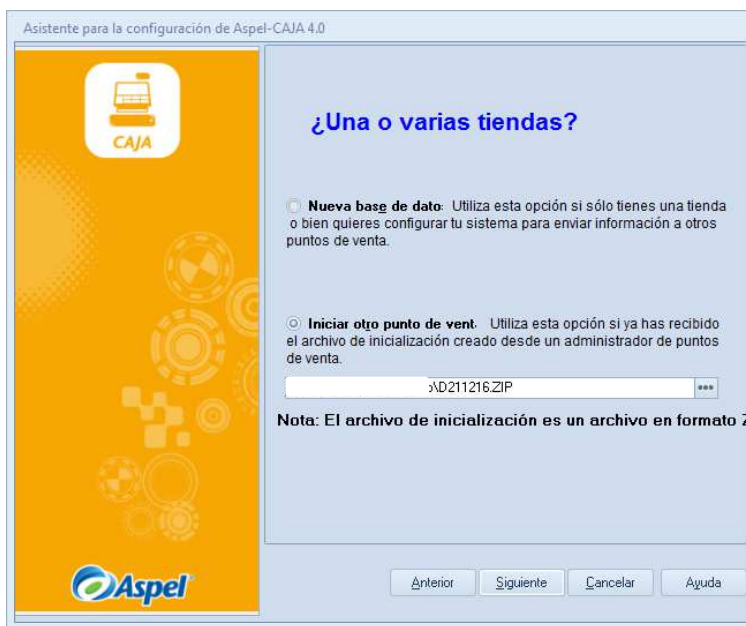 Asistente para la configuración de Aspel-CAJA 4.0
CAJA
¿Una o varias tiendas?
Nueva base de dato: Utiliza esta opción si sólo tienes una tienda
o bien quieres configurar tu sistema para enviar información a otros
puntos de venta.
Iniciar otro punto de vent. Utiliza esta opción si ya has recibido
el archivo de inicialización creado desde un administrador de puntos
de venta.
\D211216.ZIP
Nota: El archivo de inicialización es un archivo en formato Z
Aspel
Anterior Siguiente Cancelar Ayuda